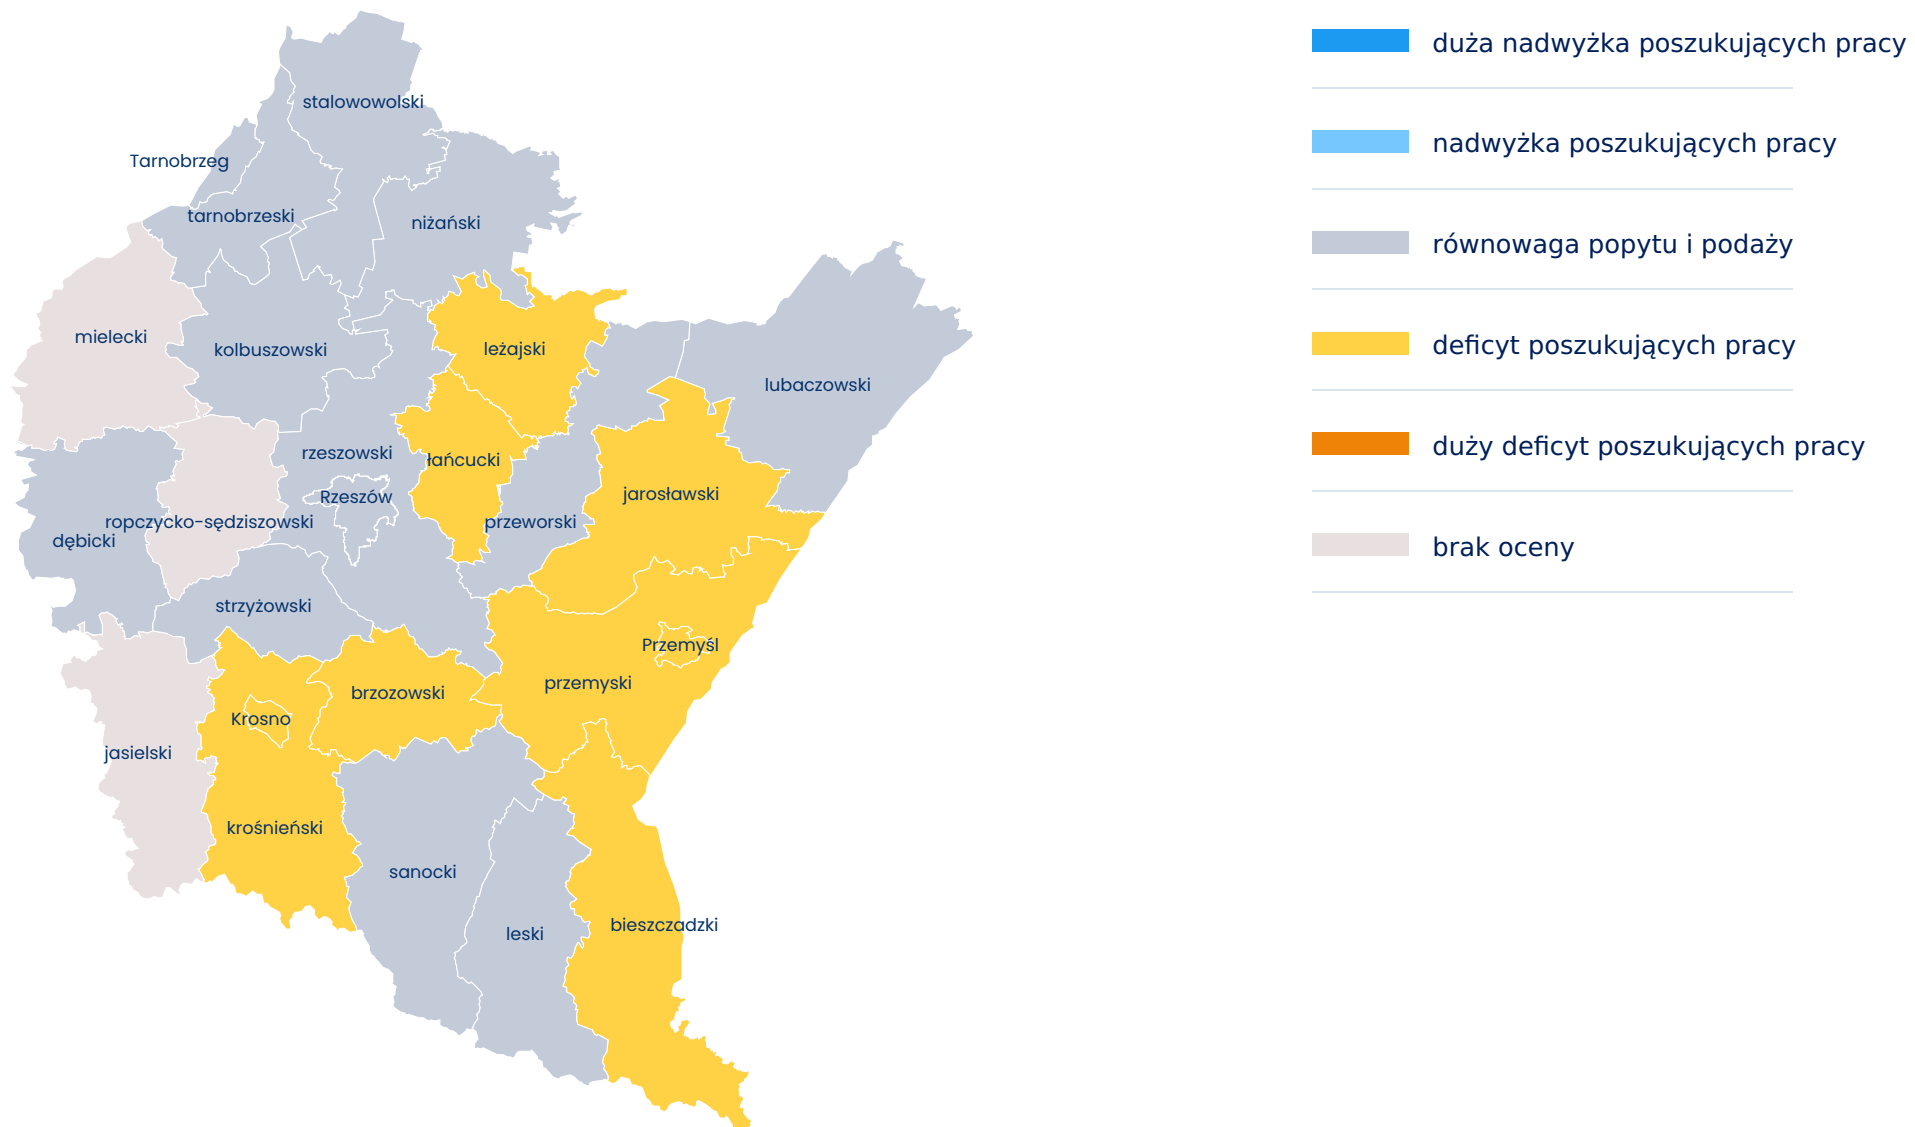 stalowowolski
Tarnobrzeg
tarnobrzeski
niżański
mielecki
kolbuszowski
leżajski
lubaczowski
rzeszowski
łańcucki
Rzeszów
jarosławski
ropczycko-sędziszowski
przeworski
dębicki
strzyżowski
Przemyśl
przemyski
brzozowski
Krosno
jasielski
krośnieński
sanocki
leski
bieszczadzki
duża nadwyżka poszukujących pracy
nadwyżka poszukujących pracy
równowaga popytu i podaży
deficyt poszukujących pracy
duży deficyt poszukujących pracy
brak oceny